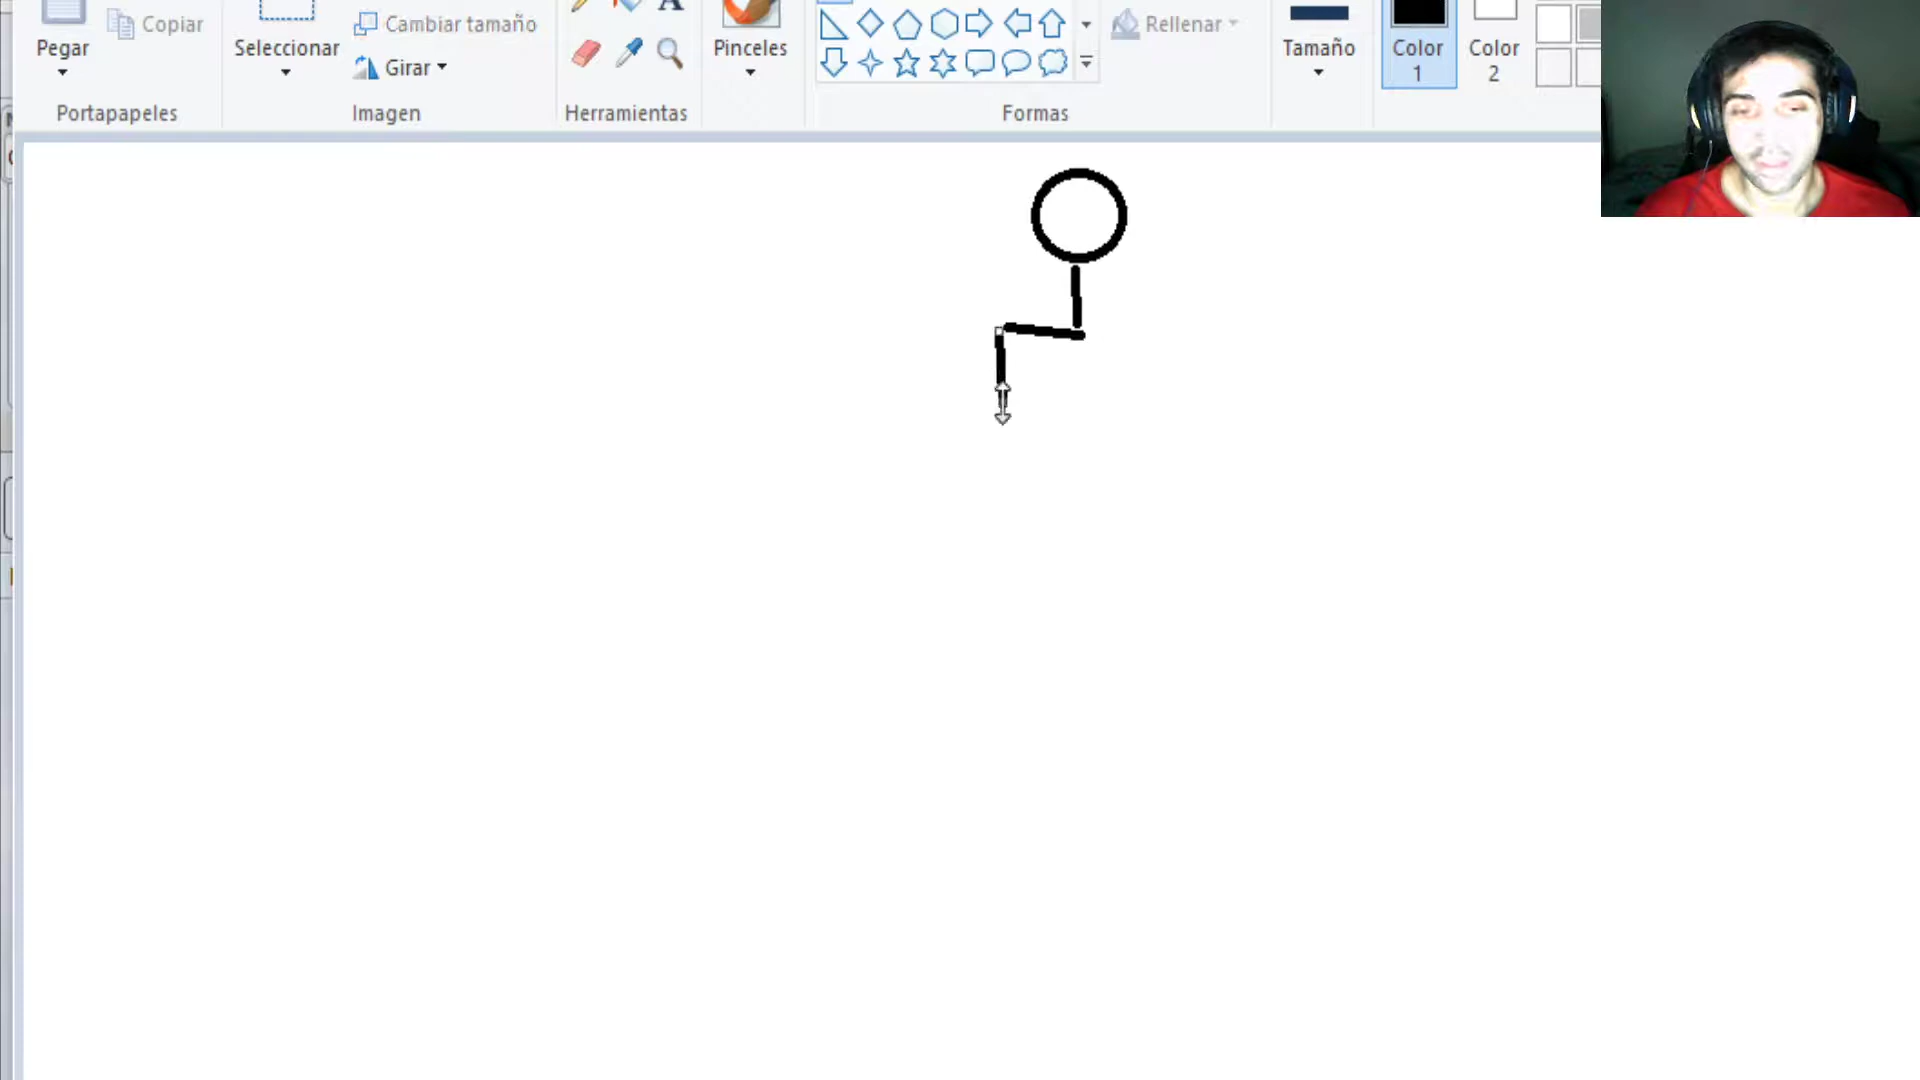 Pegar
Copiar
Seleccionar
Cambiar tamaño
Girar
Pinceles
Rellenar
Tamaño
Color
1
Color
2
Portapapeles
Imagen
Herramientas
Formas